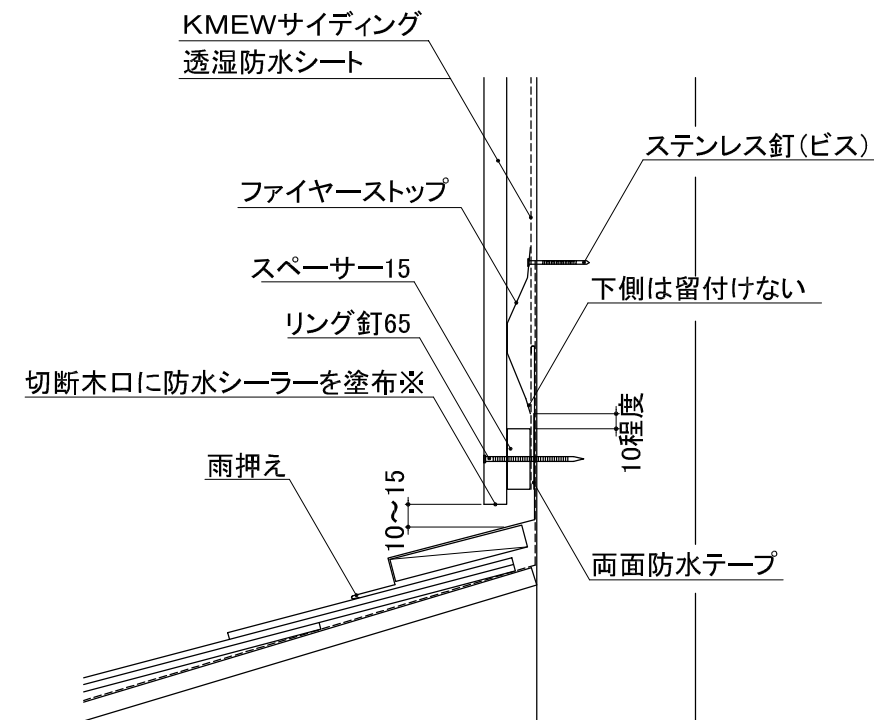 KMEWサイディング
透湿防水シート
ステンレス釘(ビス)
ファイヤーストップ
スペーサー15
下側は留付けない
リング釘65
切断木口に防水シーラーを塗布※
10程度
雨押え
10～15
両面防水テープ